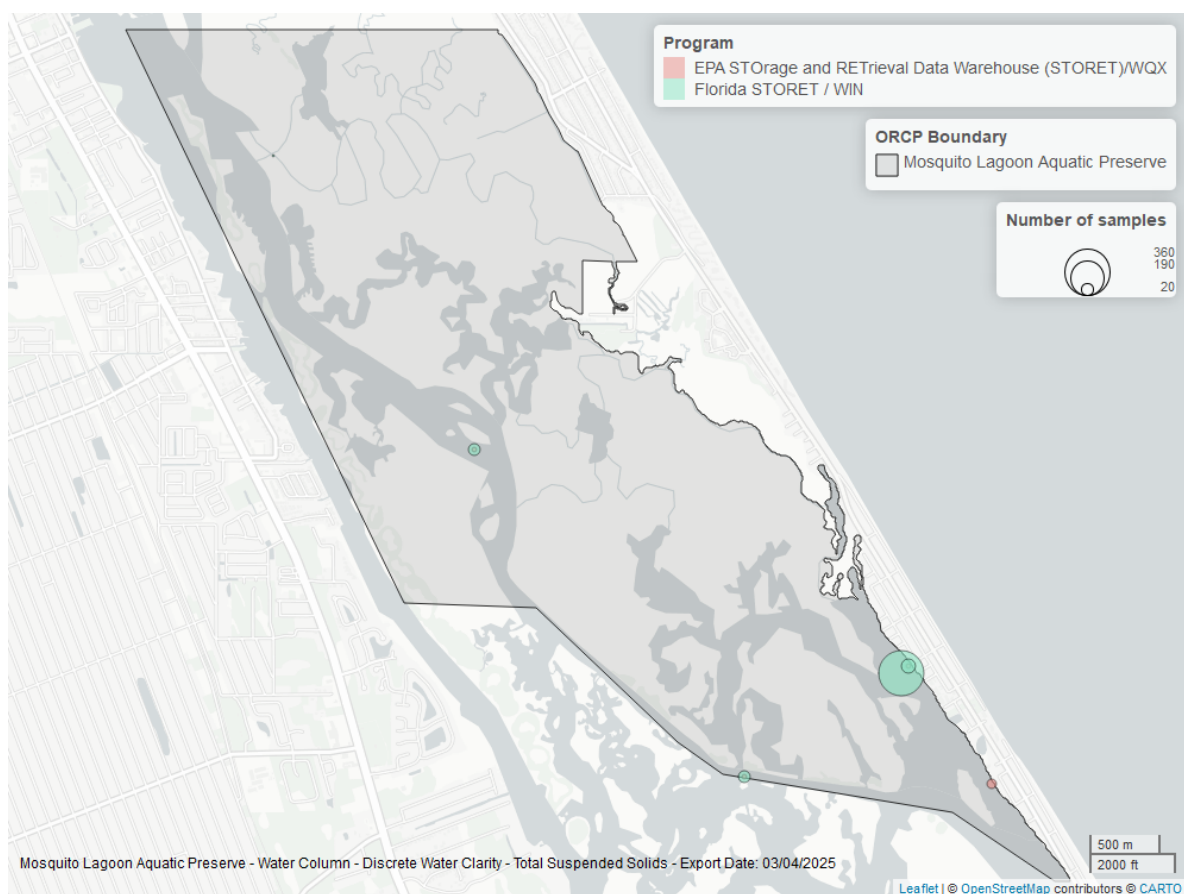 Program
EPA STOrage and RETrieval Data Warehouse (STORET)/WQX
Florida STORET / WIN
ORCP Boundary
Mosquito Lagoon Aquatic Preserve
Number of samples
360
190
20
500 m
2000 ft
Mosquito Lagoon Aquatic Preserve - Water Column - Discrete Water Clarity - Total Suspended Solids - Export Date: 03/04/2025
Leaflet | © OpenStreetMap contributors © CARTO